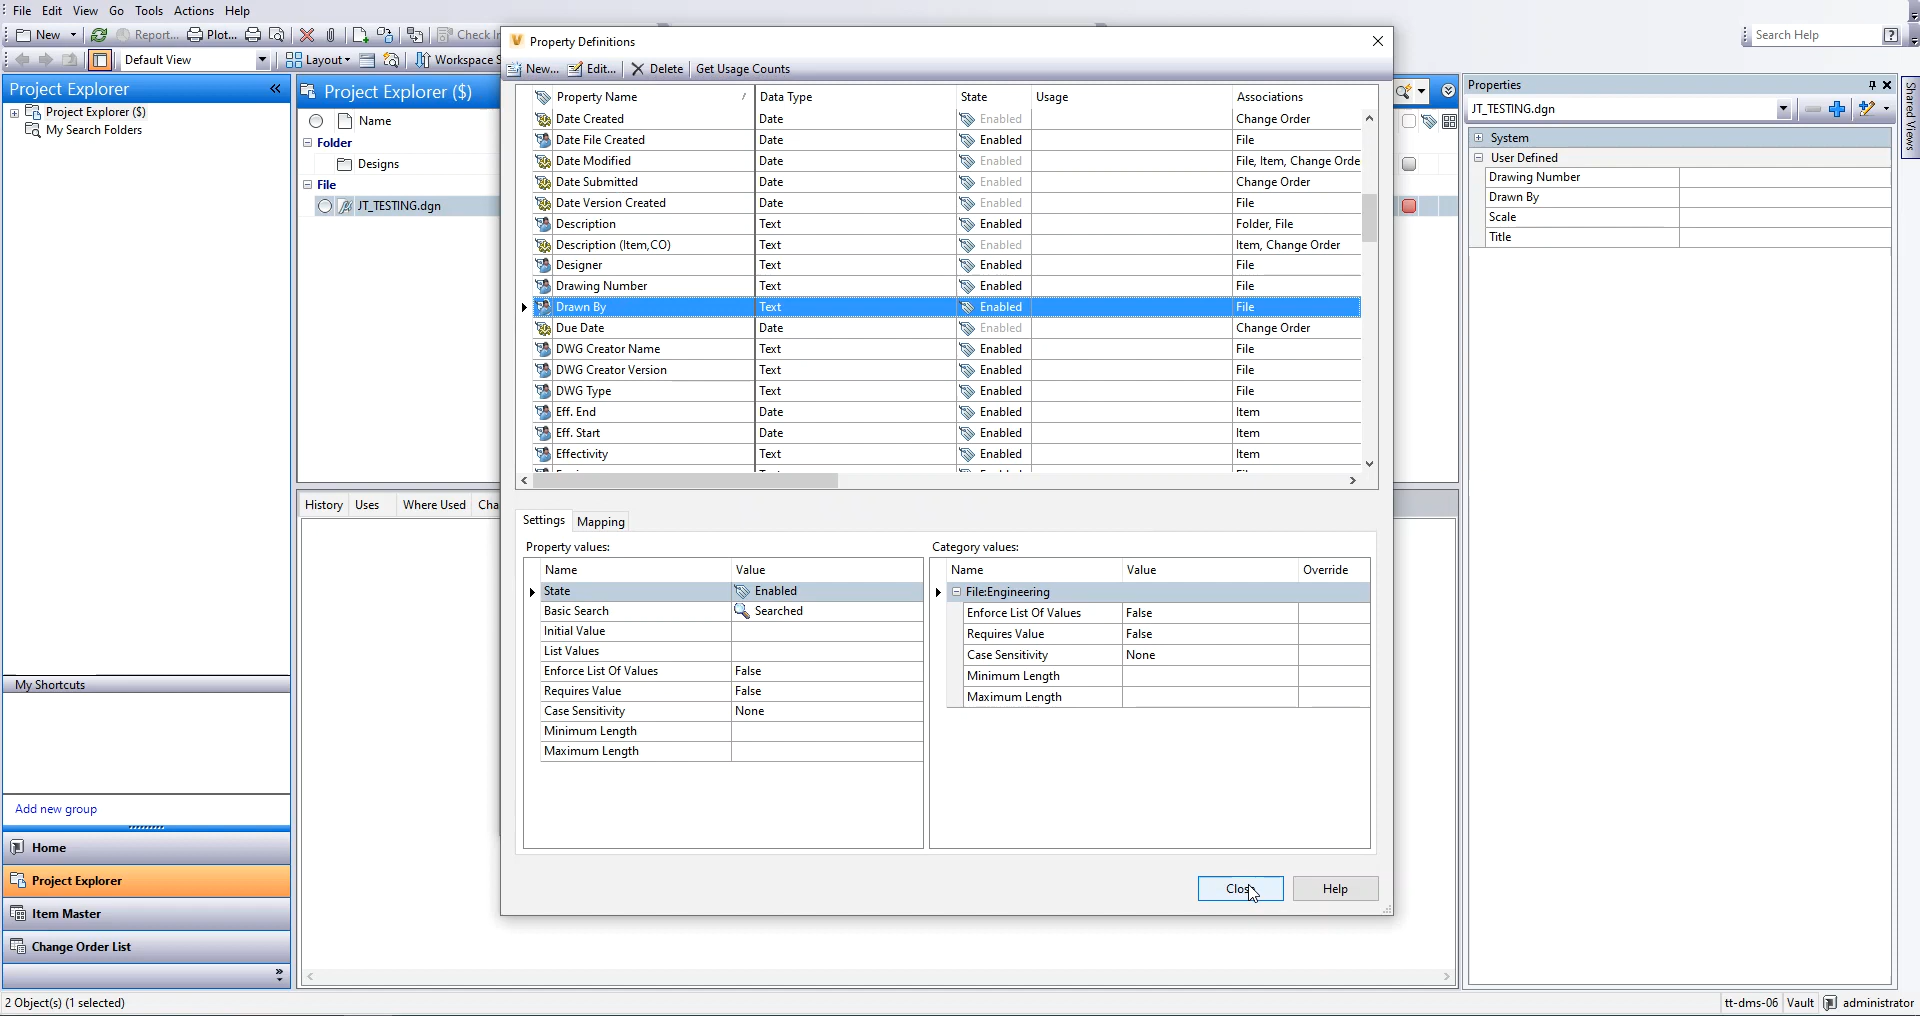 File Edit View Go Tools Actions Help
New Report... Plot... Check I
Search Help
Default View Layout Workspace S
Project Explorer
Project Explorer ($)
My Search Folders
My Shortcuts
Add new group
Home
Project Explorer
Item Master
Change Order List
Project Explorer ($)
Name
Folder
Designs
File
JT_TESTING.dgn
History Uses Where Used Cha
Property Definitions
New... Edit... Delete Get Usage Counts
Property Name / Data Type State Usage Associations
Date Created Date Enabled Change Order
Date File Created Date Enabled File
Date Modified Date Enabled File, Item, Change Orde
Date Submitted Date Enabled Change Order
Date Version Created Date Enabled File
Description Text Enabled Folder, File
Description (Item,CO) Text Enabled Item, Change Order
Designer Text Enabled File
Drawing Number Text Enabled File
Drawn By Text Enabled File
Due Date Date Enabled Change Order
DWG Creator Name Text Enabled File
DWG Creator Version Text Enabled File
DWG Type Text Enabled File
Eff. End Date Enabled Item
Eff. Start Date Enabled Item
Effectivity Text Enabled Item
Settings Mapping
Property values:
Name Value
State Enabled
Basic Search Searched
Initial Value
List Values
Enforce List Of Values False
Requires Value False
Case Sensitivity None
Minimum Length
Maximum Length
Category values:
Name Value Override
File:Engineering
Enforce List Of Values False
Requires Value False
Case Sensitivity None
Minimum Length
Maximum Length
Close Help
Properties
JT_TESTING.dgn
System
User Defined
Drawing Number
Drawn By
Scale
Title
Shared Views
2 Object(s) (1 selected)
tt-dms-06 Vault administrator